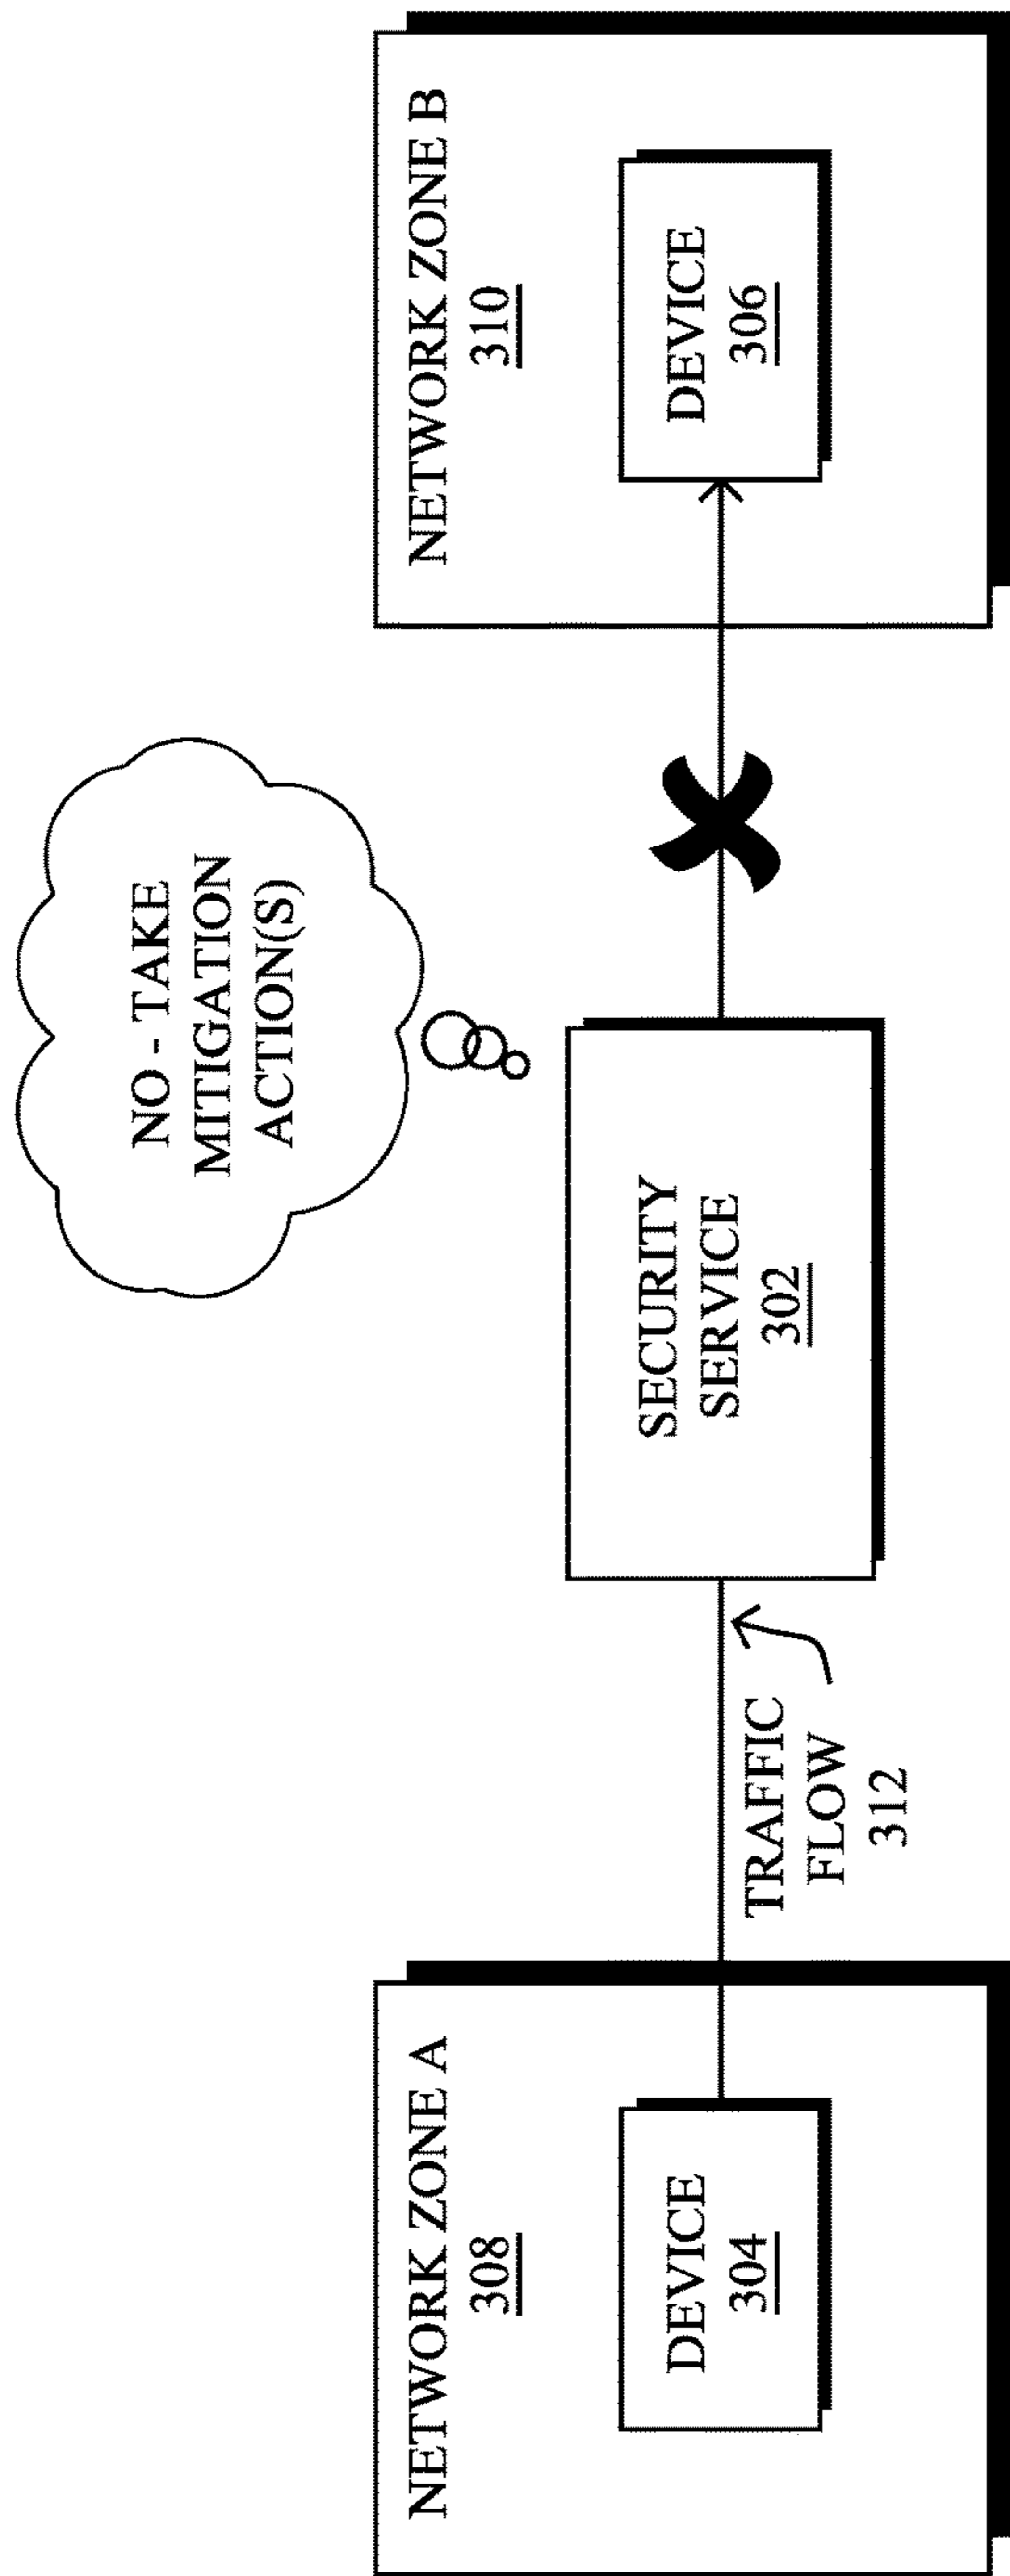 NO - TAKE
MITIGATION
ACTION(S)
NETWORK ZONE A
308
DEVICE
304
TRAFFIC
FLOW
312
SECURITY
SERVICE
302
NETWORK ZONE B
310
DEVICE
306